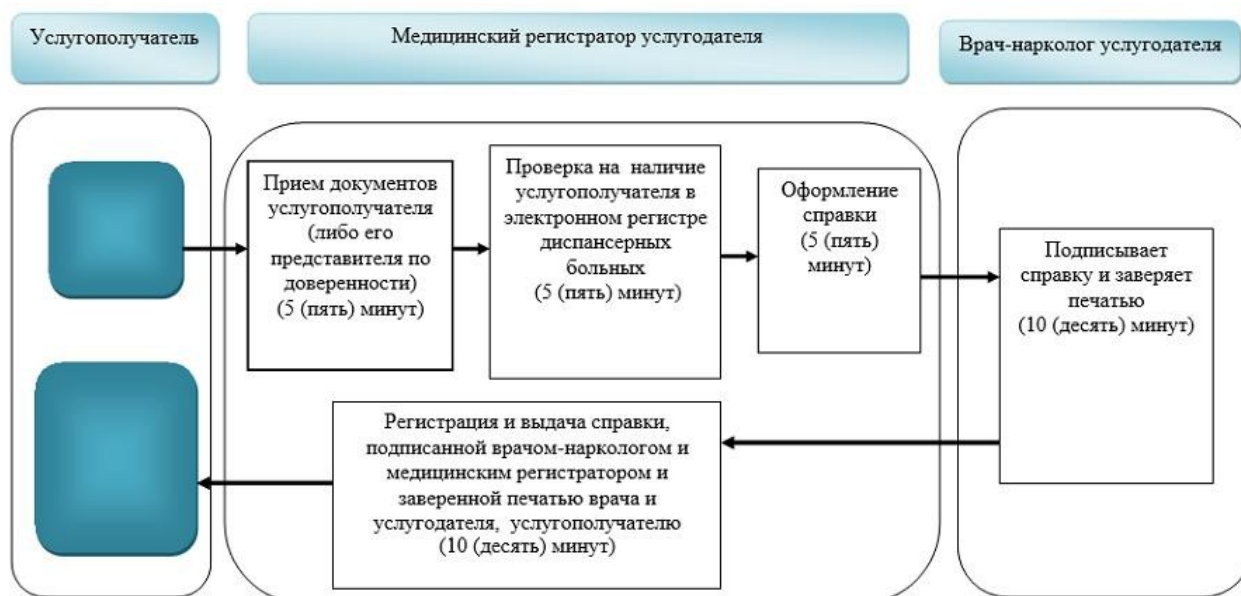 Услугополучатель
Медицинский регистратор услугодателя
Врач-нарколог услугодателя
Прием документов
услугополучателя
(либо его
представителя по
доверенности)
(5 (пять) минут)
Проверка на наличие
услугополучателя в
электронном регистре
диспансерных
больных
(5 (пять) минут)
Оформление
справки
(5 (пять)
минут)
Подписывает
справку и заверяет
печатью
(10 (десять) минут)
Регистрация и выдача справки,
подписанной врачом-наркологом и
медицинским регистратором и
заверенной печатью врача и
услугодателя, услугополучателю
(10 (десять) минут)